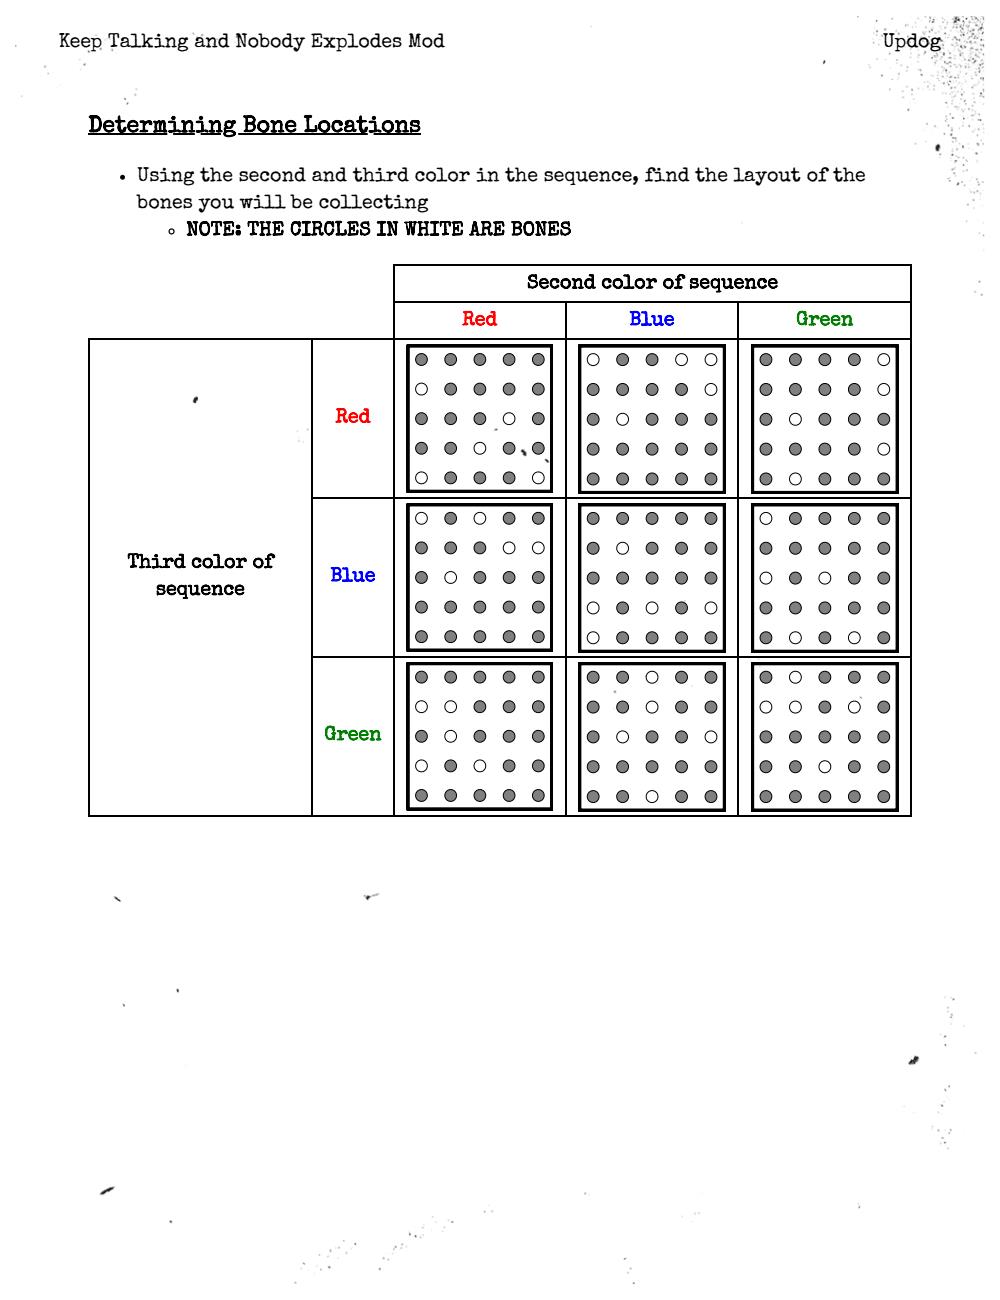 Keep Talking and Nobody Explodes Mod
Updog
Determining Bone Locations
• Using the second and third color in the sequence, find the layout of the
bones you will be collecting
◦ NOTE: THE CIRCLES IN WHITE ARE BONES
Second color of sequence
Red
Blue
Green
Third color of
sequence
Red
Blue
Green